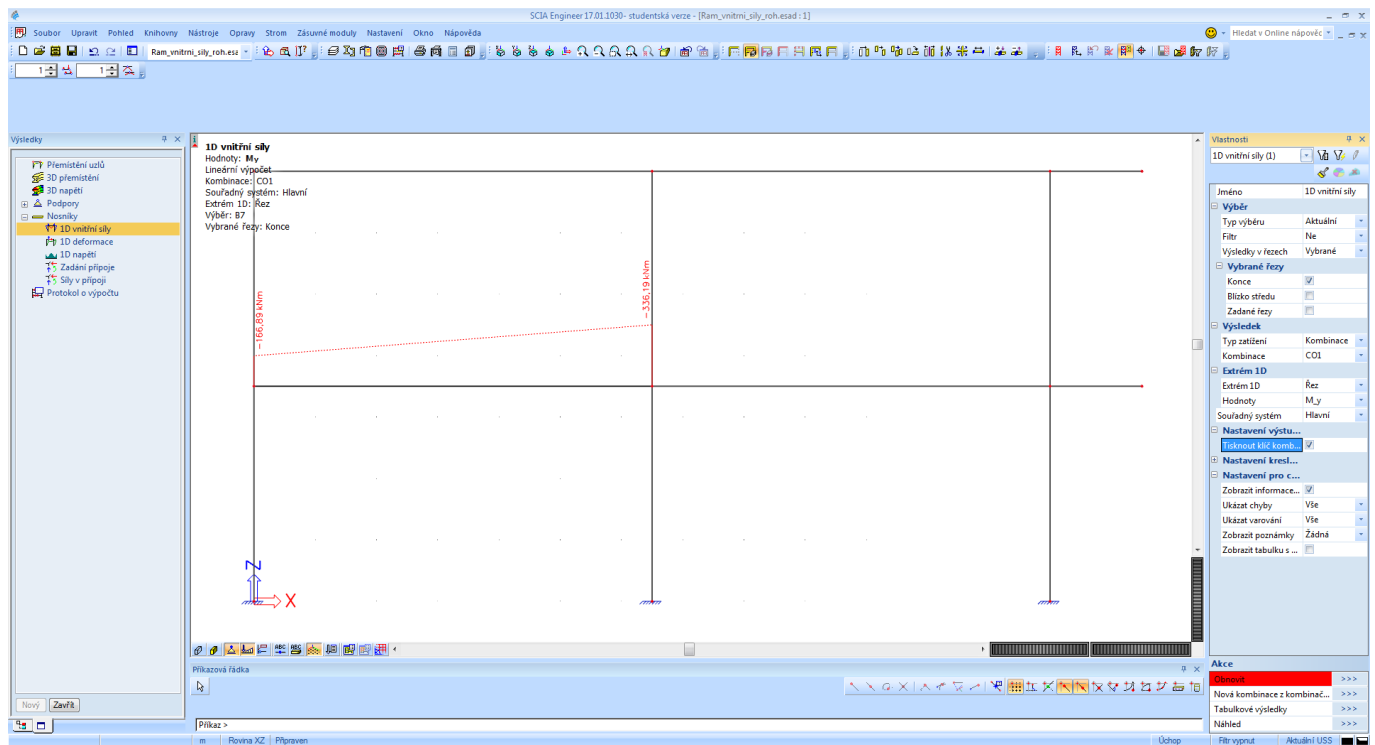 SCIA Engineer 17.01.1030- studentská verze - [Ram_vnitrni_sily_roh.esad : 1]
Soubor Upravit Pohled Knihovny Nástroje Opravy Strom Zásuvné moduly Nastavení Okno Nápověda
Hledat v Online nápověc
Ram_vnitrni_sily_roh.esa
1 1
Výsledky
Přemístění uzlů
3D přemístění
3D napětí
Podpory
Nosníky
1D vnitřní síly
1D deformace
1D napětí
Zadání přípoje
Síly v přípoji
Protokol o výpočtu
Nový Zavřít
1D vnitřní síly
Hodnoty: My
Lineární výpočet
Kombinace: CO1
Souřadný systém: Hlavní
Extrém 1D: Řez
Výběr: B7
Vybrané řezy: Konce
-166,89 kNm
-336,19 kNm
Z
X
Příkazová řádka
Příkaz >
Vlastnosti
1D vnitřní síly (1)
Jméno 1D vnitřní síly
Výběr
Typ výběru Aktuální
Filtr Ne
Výsledky v řezech Vybrané
Vybrané řezy
Konce
Blízko středu
Zadané řezy
Výsledek
Typ zatížení Kombinace
Kombinace CO1
Extrém 1D
Extrém 1D Řez
Hodnoty M_y
Souřadný systém Hlavní
Nastavení výstu...
Tisknout klíč komb...
Nastavení kresl...
Nastavení pro c...
Zobrazit informace...
Ukázat chyby Vše
Ukázat varování Vše
Zobrazit poznámky Žádná
Zobrazit tabulku s ...
Akce
Obnovit >>>
Nová kombinace z kombinač... >>>
Tabulkové výsledky >>>
Náhled >>>
m Rovina XZ Připraven Úchop Filtr vypnut Aktuální USS